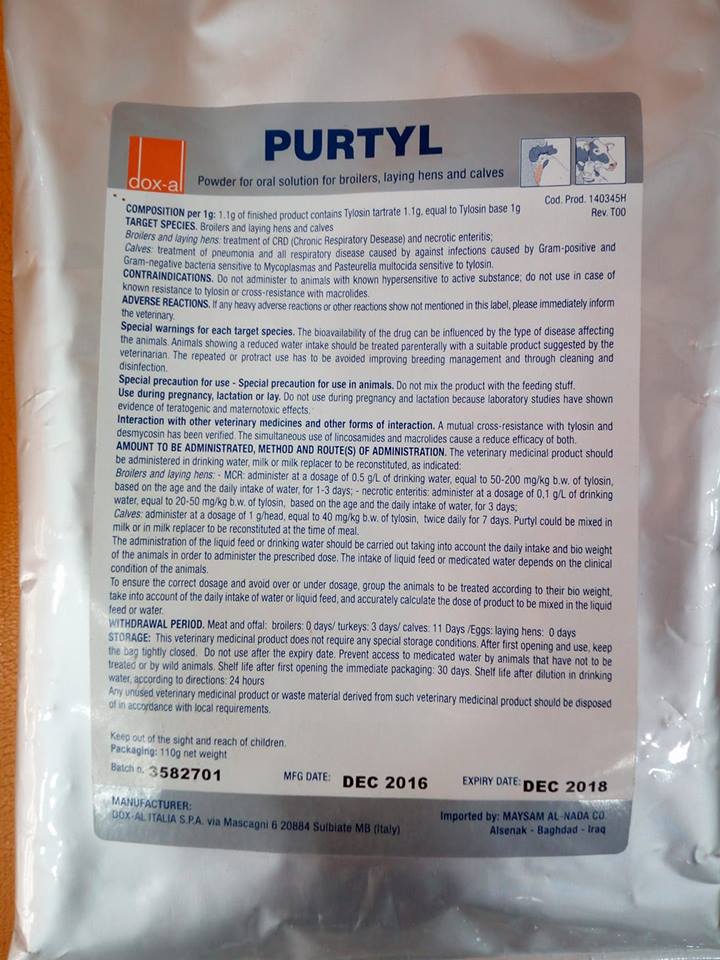 PURTYL
dox-al
Powder for oral solution for broilers, laying hens and calves
Cod. Prod. 140345H
Rev. T00
COMPOSITION per 1g: 1.1g of finished product contains Tylosin tartrate 1.1g, equal to Tylosin base 1g
TARGET SPECIES. Broilers and laying hens and calves
Broilers and laying hens: treatment of CRD (Chronic Respiratory Desease) and necrotic enteritis;
Calves: treatment of pneumonia and all respiratory disease caused by against infections caused by Gram-positive and
Gram-negative bacteria sensitive to Mycoplasmas and Pasteurella multocida sensitive to tylosin.
CONTRAINDICATIONS. Do not administer to animals with known hypersensitive to active substance; do not use in case of
known resistance to tylosin or cross-resistance with macrolides.
ADVERSE REACTIONS. If any heavy adverse reactions or other reactions show not mentioned in this label, please immediately inform
the veterinary.
Special warnings for each target species. The bioavailability of the drug can be influenced by the type of disease affecting
the animals. Animals showing a reduced water intake should be treated parenterally with a suitable product suggested by the
veterinarian. The repeated or protract use has to be avoided improving breeding management and through cleaning and
disinfection.
Special precaution for use - Special precaution for use in animals. Do not mix the product with the feeding stuff.
Use during pregnancy, lactation or lay. Do not use during pregnancy and lactation because laboratory studies have shown
evidence of teratogenic and maternotoxic effects.
Interaction with other veterinary medicines and other forms of interaction. A mutual cross-resistance with tylosin and
desmycosin has been verified. The simultaneous use of lincosamides and macrolides cause a reduce efficacy of both.
AMOUNT TO BE ADMINISTRATED, METHOD AND ROUTE(S) OF ADMINISTRATION. The veterinary medicinal product should
be administered in drinking water, milk or milk replacer to be reconstituted, as indicated:
Broilers and laying hens: - MCR: administer at a dosage of 0.5 g/L of drinking water, equal to 50-200 mg/kg b.w. of tylosin,
based on the age and the daily intake of water, for 1-3 days; - necrotic enteritis: administer at a dosage of 0,1 g/L of drinking
water, equal to 20-50 mg/kg b.w. of tylosin, based on the age and the daily intake of water, for 3 days;
Calves: administer at a dosage of 1 g/head, equal to 40 mg/kg b.w. of tylosin, twice daily for 7 days. Purtyl could be mixed in
milk or in milk replacer to be reconstituted at the time of meal.
The administration of the liquid feed or drinking water should be carried out taking into account the daily intake and bio weight
of the animals in order to administer the prescribed dose. The intake of liquid feed or medicated water depends on the clinical
condition of the animals.
To ensure the correct dosage and avoid over or under dosage, group the animals to be treated according to their bio weight,
take into account of the daily intake of water or liquid feed, and accurately calculate the dose of product to be mixed in the liquid
feed or water.
WITHDRAWAL PERIOD. Meat and offal: broilers: 0 days/ turkeys: 3 days/ calves: 11 Days /Eggs: laying hens: 0 days
STORAGE: This veterinary medicinal product does not require any special storage conditions. After first opening and use, keep
the bag tightly closed. Do not use after the expiry date. Prevent access to medicated water by animals that have not to be
treated or by wild animals. Shelf life after first opening the immediate packaging: 30 days. Shelf life after dilution in drinking
water, according to directions: 24 hours
Any unused veterinary medicinal product or waste material derived from such veterinary medicinal product should be disposed
of in accordance with local requirements.
Keep out of the sight and reach of children.
Packaging: 110g net weight
Batch n. 3582701
MFG DATE: DEC 2016
EXPIRY DATE: DEC 2018
MANUFACTURER:
DOX-AL ITALIA S.P.A. via Mascagni 6 20884 Sulbiate MB (Italy)
Imported by: MAYSAM AL-NADA CO.
Alsenak - Baghdad - Iraq